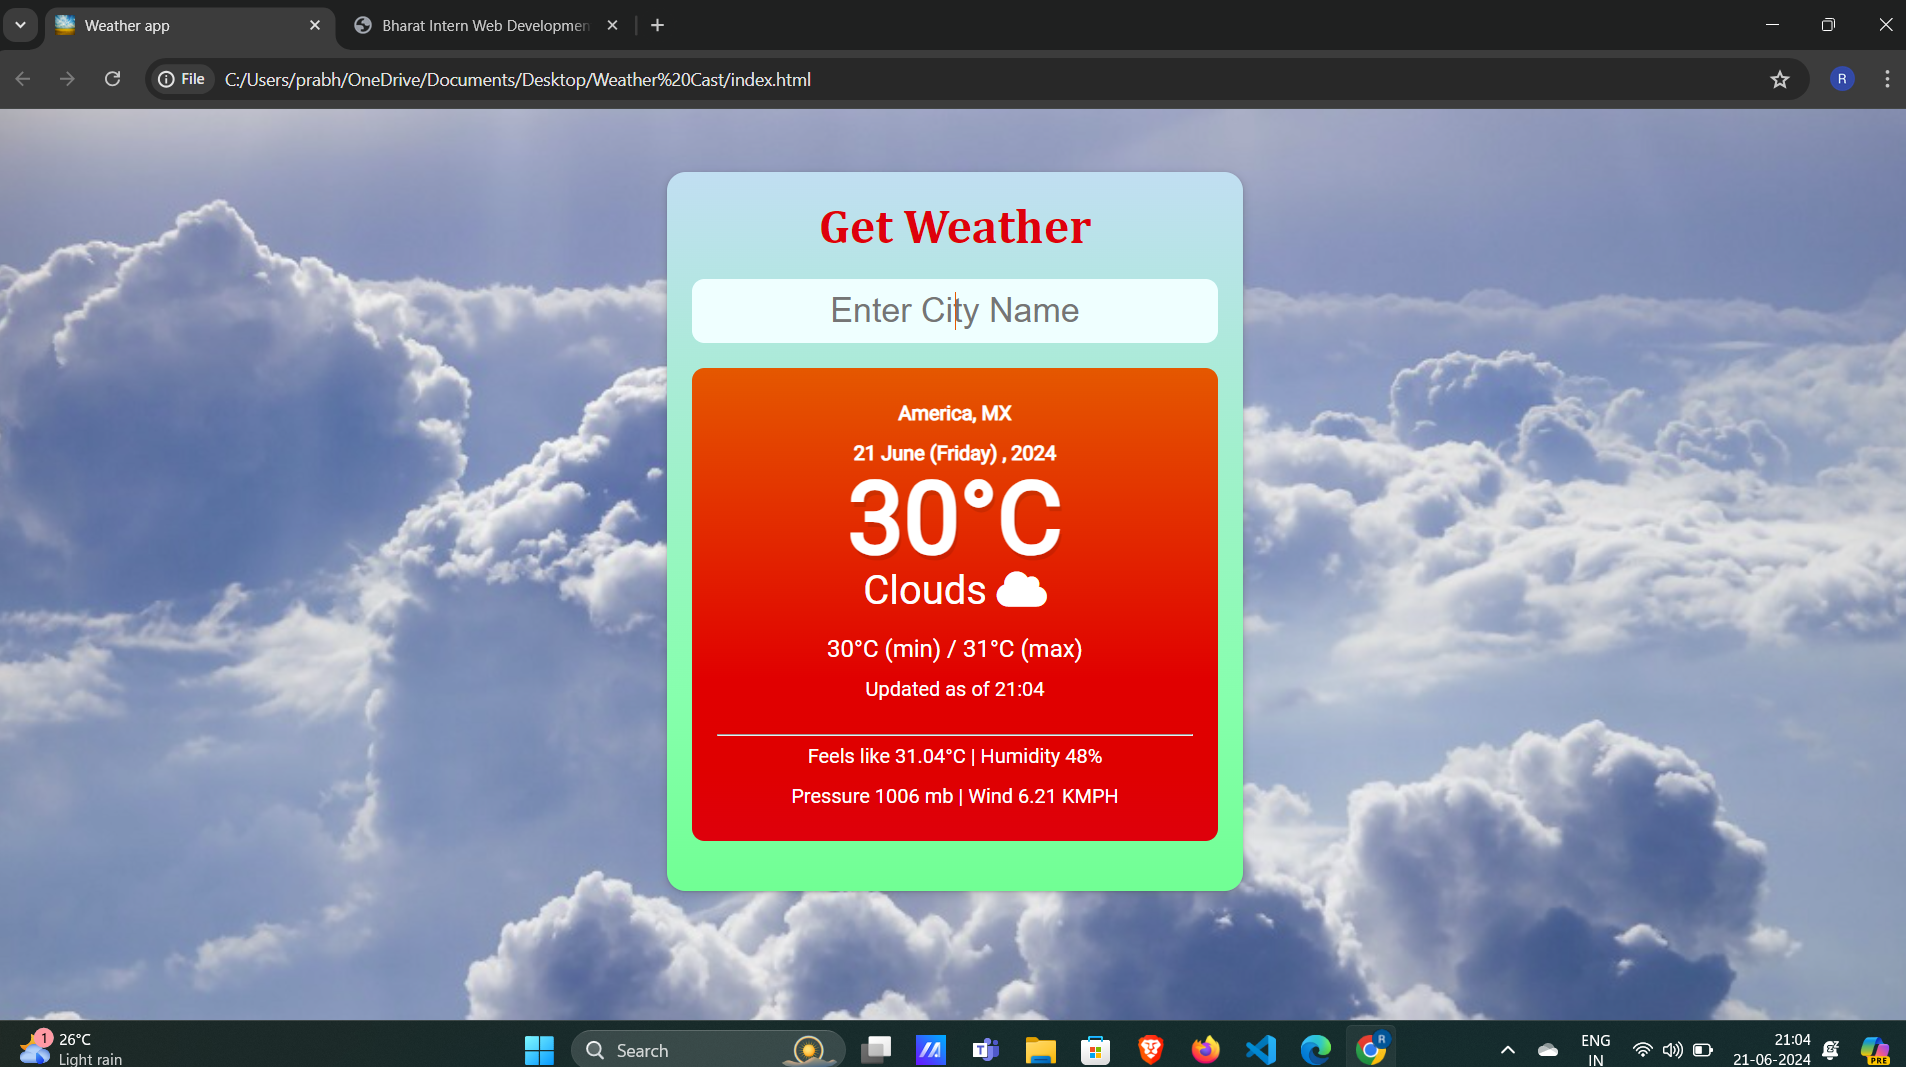 Weather app
Bharat Intern Web Developmen
File
C:/Users/prabh/OneDrive/Documents/Desktop/Weather%20Cast/index.html
R
Get Weather
Enter City Name
America, MX
21 June (Friday) , 2024
30°C
Clouds
30°C (min) / 31°C (max)
Updated as of 21:04
Feels like 31.04°C | Humidity 48%
Pressure 1006 mb | Wind 6.21 KMPH
1
26°C
Light rain
Search
R
ENG
IN
21:04
21-06-2024
PRE